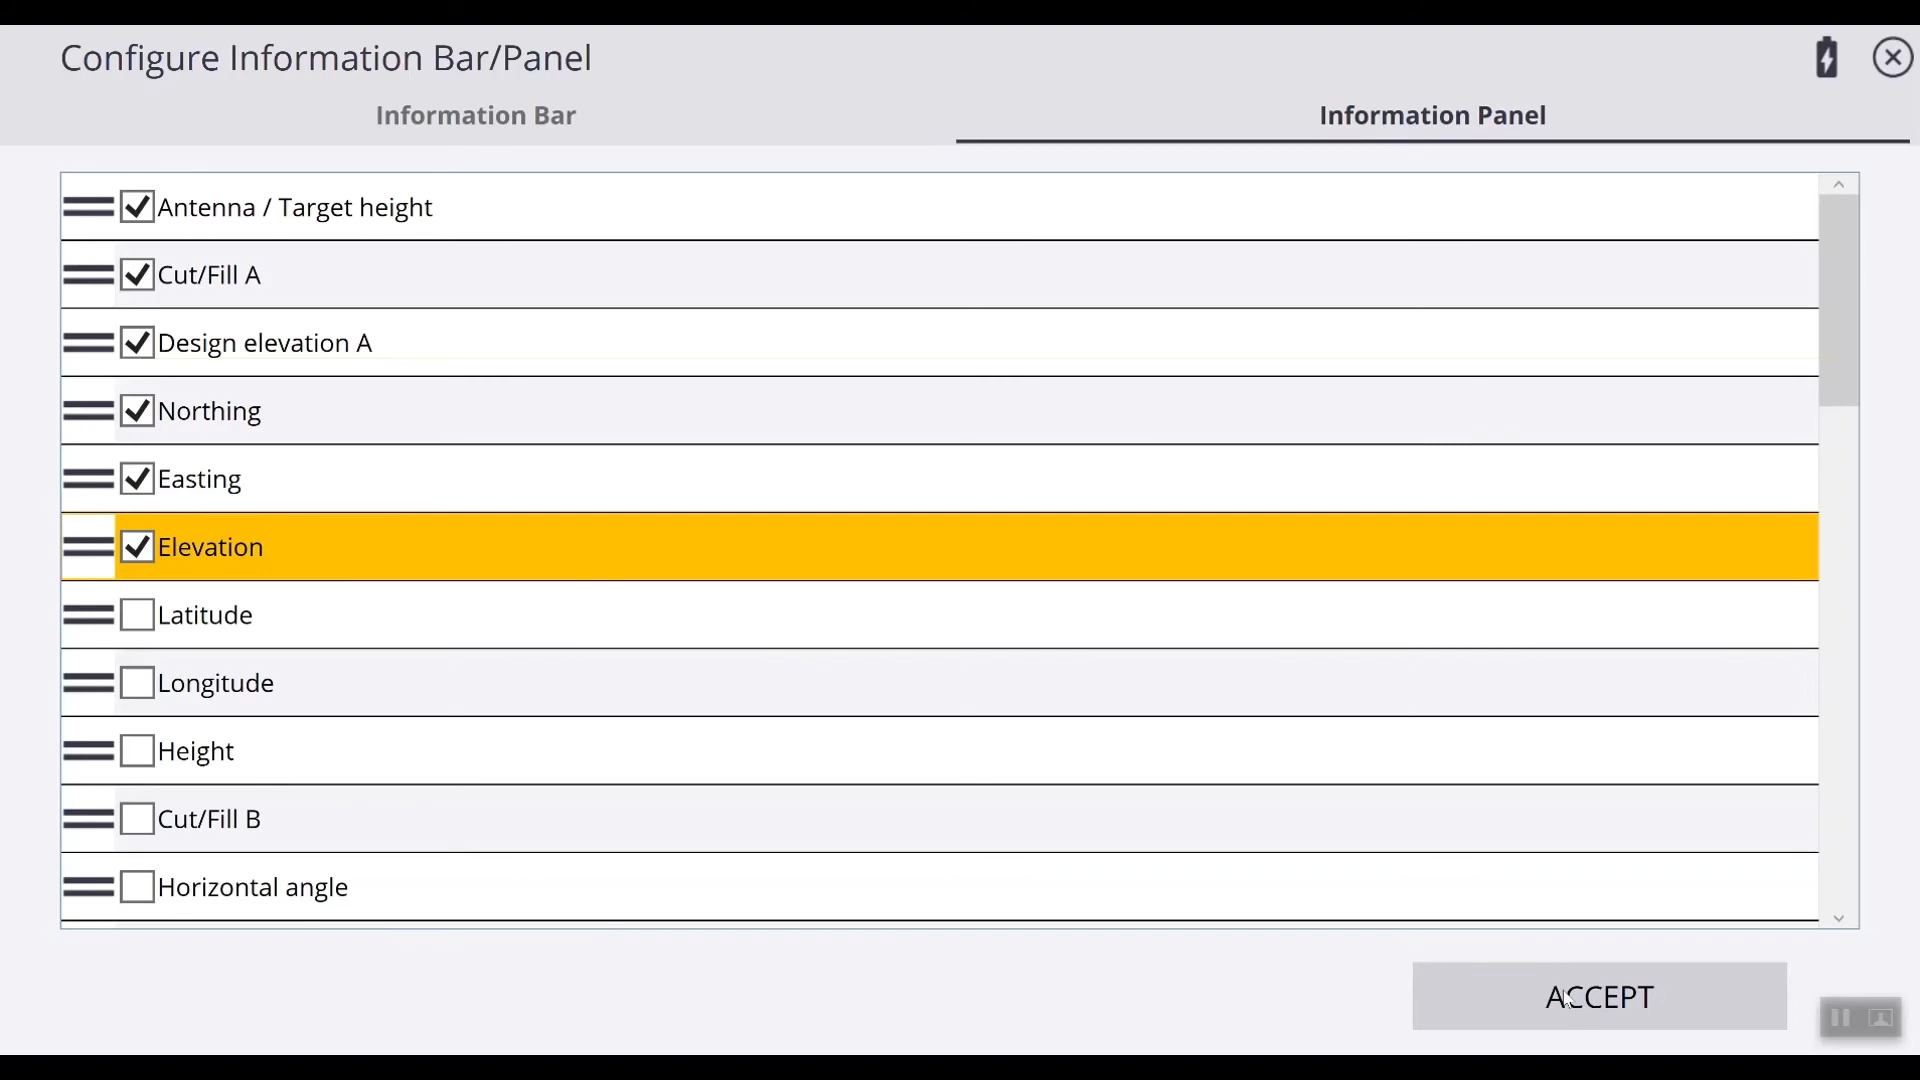 Configure Information Bar/Panel
Information Bar
Information Panel
Antenna / Target height
Cut/Fill A
Design elevation A
Northing
Easting
Elevation
Latitude
Longitude
Height
Cut/Fill B
Horizontal angle
ACCEPT